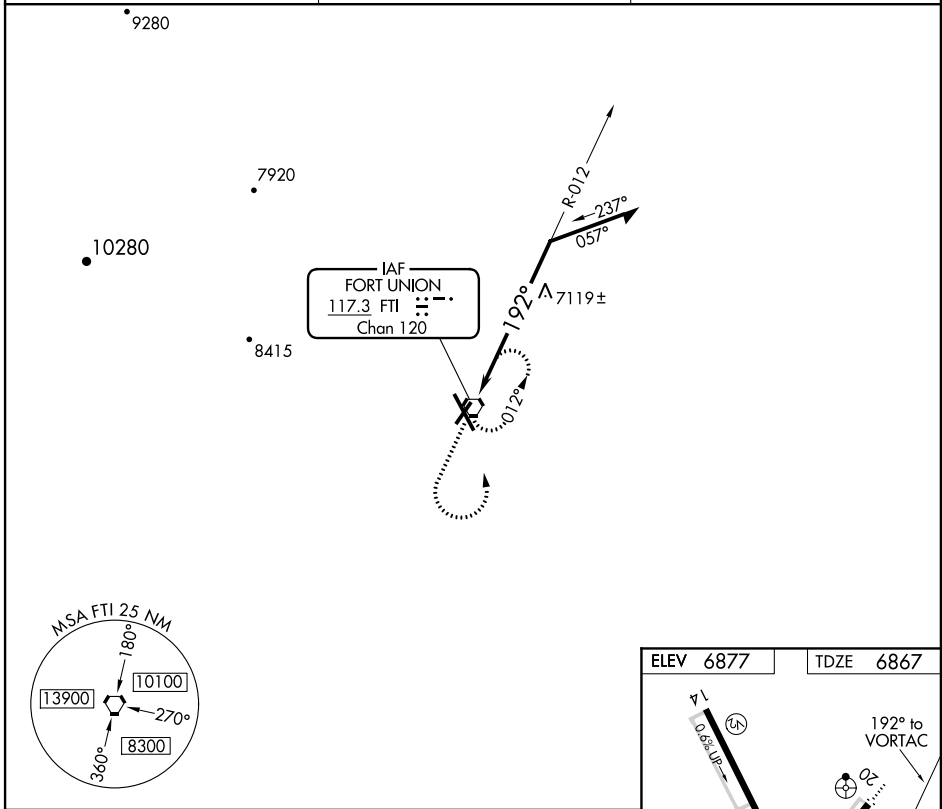 9280
7920
10280
8415
R-012
237°
057°
192°
7119±
IAF
FORT UNION
117.3 FTI
Chan 120
012°
MSA FTI 25 NM
180°
13900
10100
270°
8300
360°
ELEV 6877
TDZE 6867
14
V2
0.6% UP
192° to
VORTAC
20